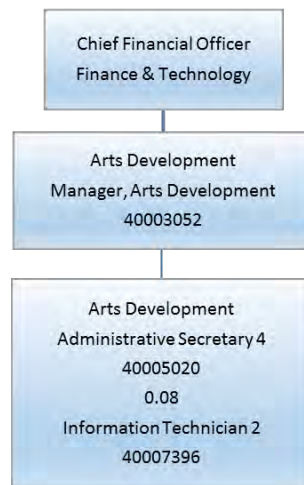 Chief Financial Officer
Finance & Technology
Arts Development
Manager, Arts Development
40003052
Arts Development
Administrative Secretary 4
40005020
0.08
Information Technician 2
40007396